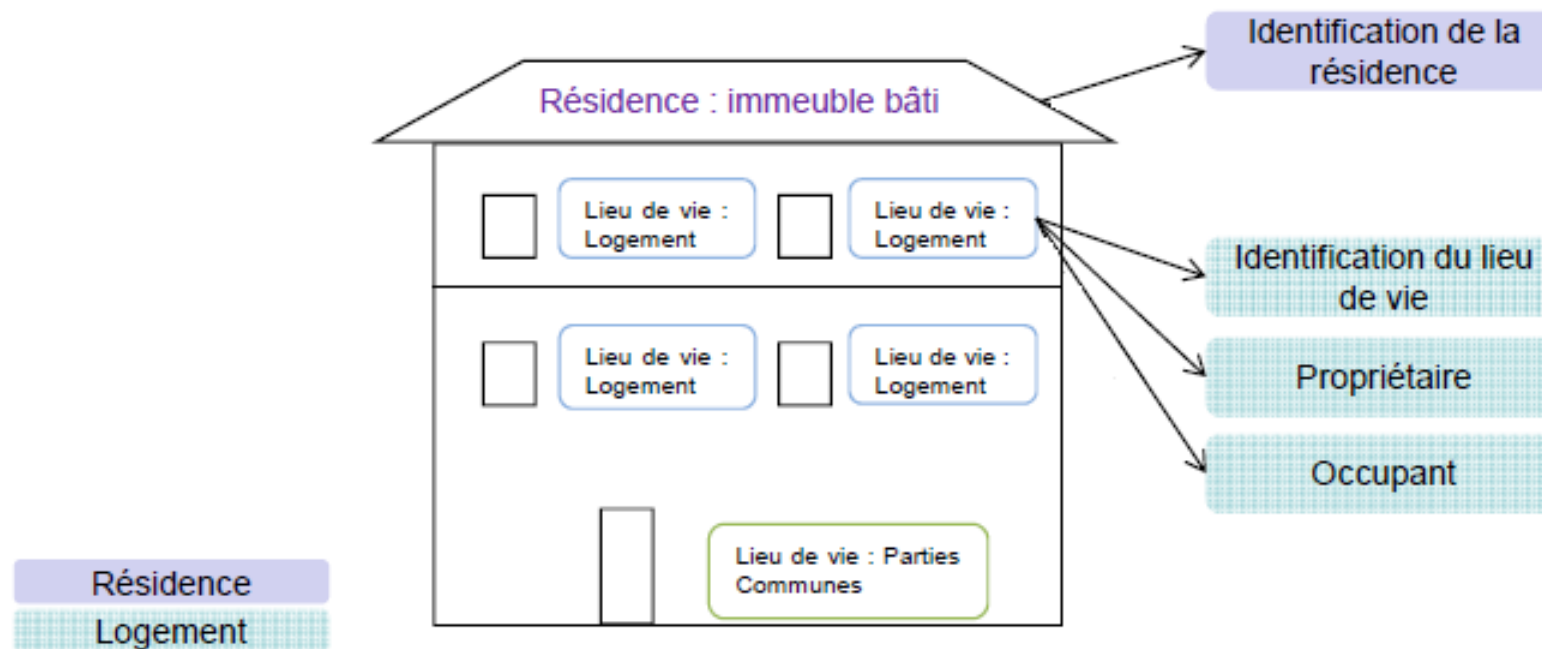 Identification de la
résidence
Résidence : immeuble bâti
Lieu de vie :
Logement
Lieu de vie :
Logement
Identification du lieu
de vie
Lieu de vie :
Logement
Lieu de vie :
Logement
Propriétaire
Occupant
Lieu de vie : Parties
Communes
Résidence
Logement